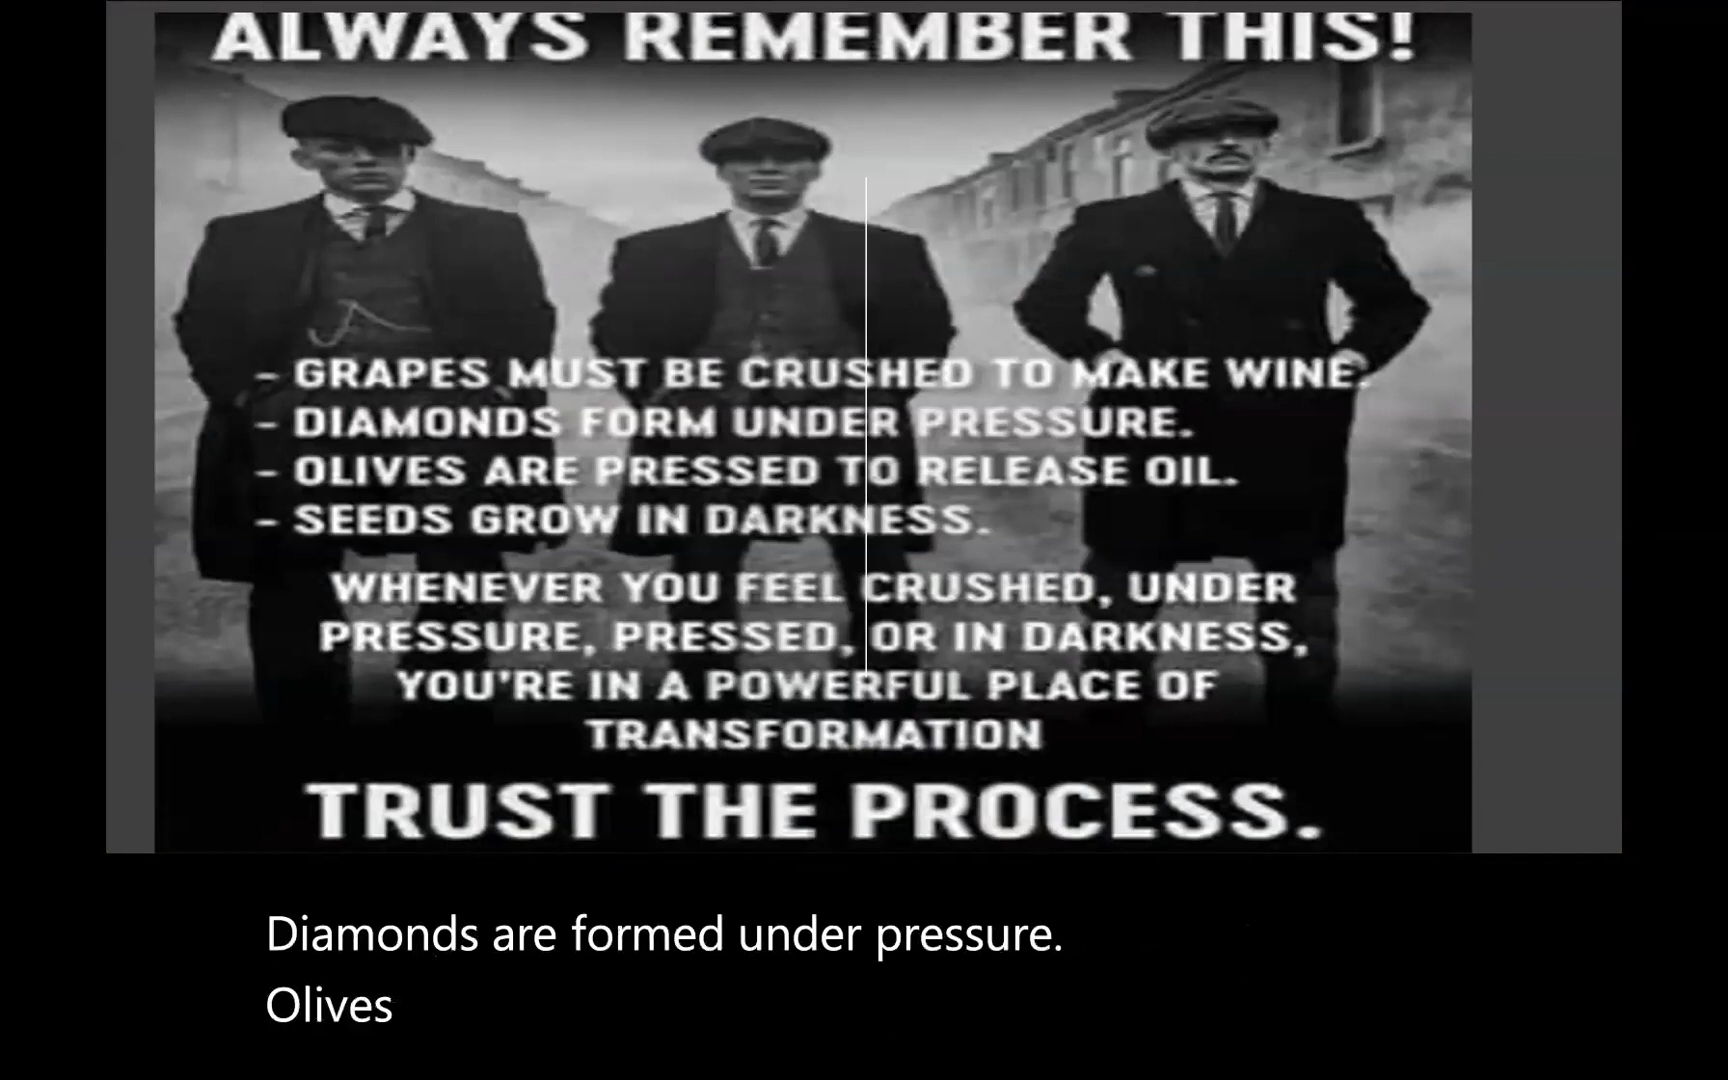 ALWAYS REMEMBER THIS!
- GRAPES MUST BE CRUSHED TO MAKE WINE.
- DIAMONDS FORM UNDER PRESSURE.
- OLIVES ARE PRESSED TO RELEASE OIL.
- SEEDS GROW IN DARKNESS.
WHENEVER YOU FEEL CRUSHED, UNDER
PRESSURE, PRESSED, OR IN DARKNESS,
YOU'RE IN A POWERFUL PLACE OF
TRANSFORMATION
TRUST THE PROCESS.
Diamonds are formed under pressure.
Olives